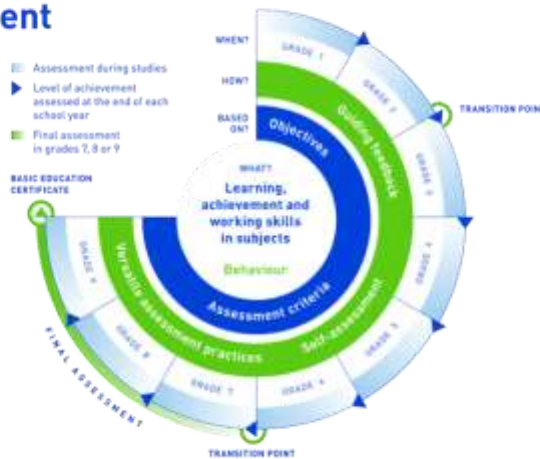 ent
Assessment during studies
Level of achievement
assessed at the end of each
school year
Final assessment
in grades 7, 8 or 9
BASIC EDUCATION
CERTIFICATE
WHEN?
HOW?
BASED
ON?
WHAT?
Learning,
achievement and
working skills
in subjects
Behaviour
Objectives
Assessment criteria
Guiding feedback
Self-assessment
Versatile assessment practices
GRADE 1
GRADE 2
TRANSITION POIN
GRADE 3
GRADE 4
GRADE 5
GRADE 6
GRADE 7
TRANSITION POINT
GRADE 8
GRADE 9
FINAL ASSESSMENT